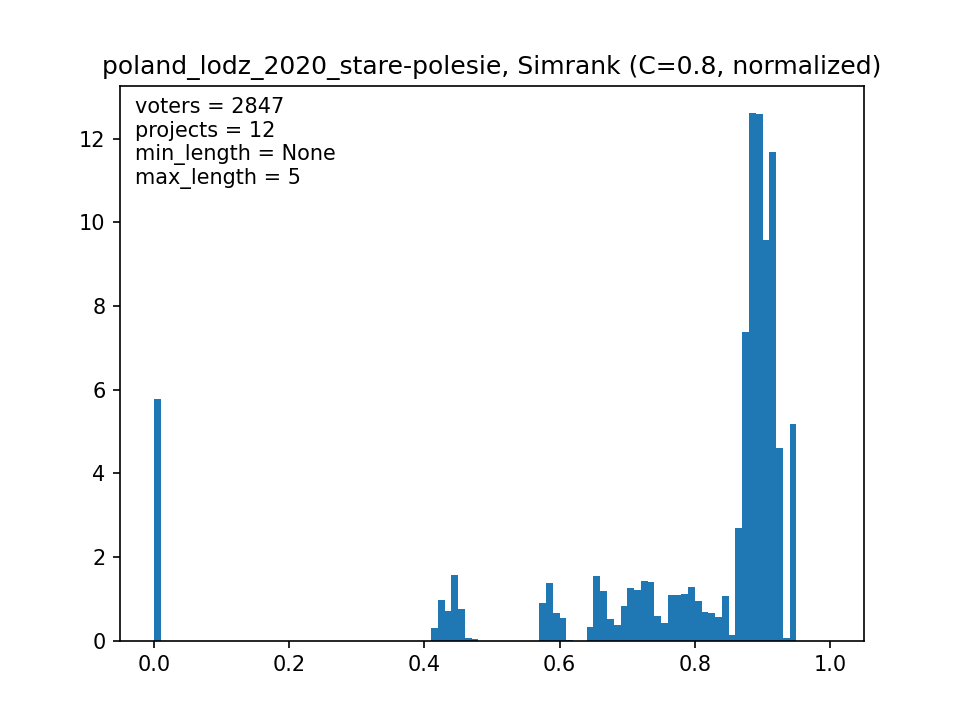 poland_lodz_2020_stare-polesie, Simrank (C=0.8, normalized)
voters = 2847
projects = 12
min_length = None
max_length = 5
12
10
8
6
4
2
0
0.0 0.2 0.4 0.6 0.8 1.0